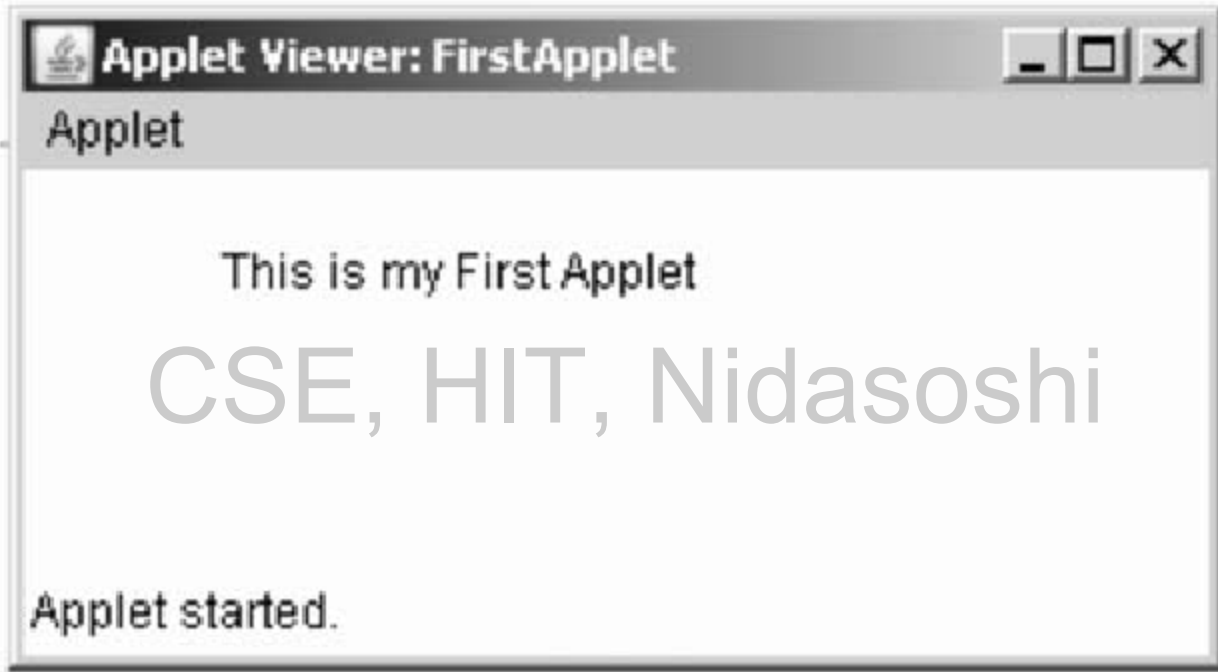 Applet Viewer: FirstApplet
Applet
This is my First Applet
CSE, HIT, Nidasoshi
Applet started.